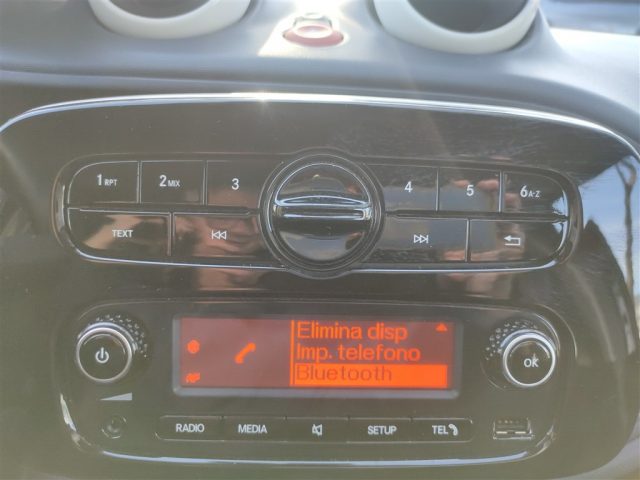 1 RPT 2 MIX 3 4 5 6 A-Z
TEXT
Elimina disp
Imp. telefono
Bluetooth
OK
RADIO MEDIA SETUP TEL